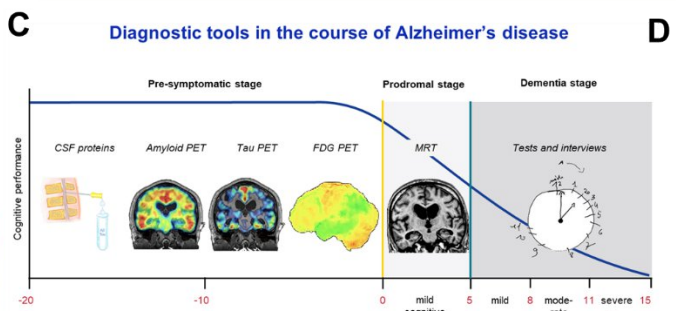 C
D
Diagnostic tools in the course of Alzheimer's disease
Pre-symptomatic stage
Prodromal stage
Dementia stage
Cognitive performance
CSF proteins
Amyloid PET
Tau PET
FDG PET
MRT
Tests and interviews
-20
-10
0
mild
cognitive
5
mild
8
mode-
11
severe
15